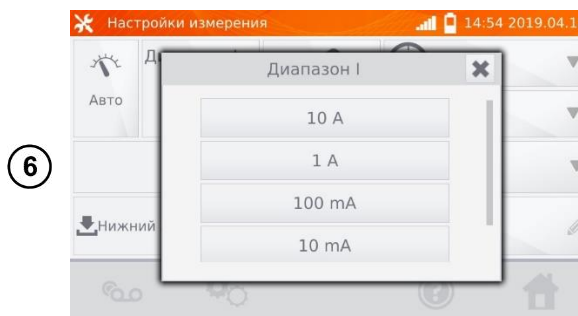 Настройки измерения 14:54 2019.04.1
Диапазон I
Авто
10 A
1 A
6
100 mA
Нижний
10 mA